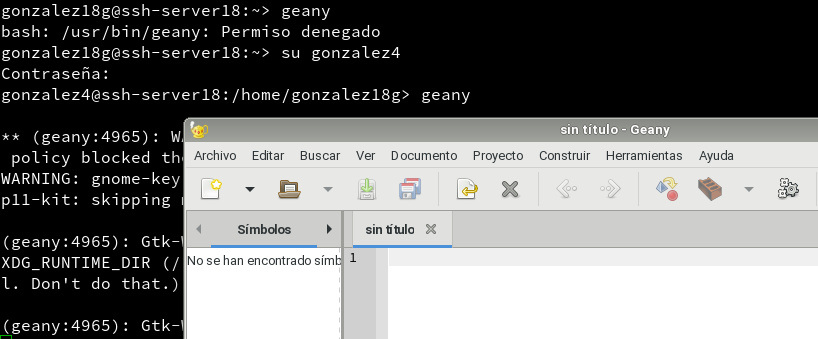 gonzalez18g@ssh-server18:~> geany
bash: /usr/bin/geany: Permiso denegado
gonzalez18g@ssh-server18:~> su gonzalez4
Contraseña:
gonzalez4@ssh-server18:/home/gonzalez18g> geany
** (geany:4965):
policy blocked
WARNING: gnome-key
p11-kit: skipping
(geany:4965): Gtk-
XDG_RUNTIME_DIR (/
l. Don't do that.)
(geany:4965): Gtk-
sin título - Geany
Archivo Editar Buscar Ver Documento Proyecto Construir Herramientas Ayuda
Símbolos sin título
No se han encontrado símb
1